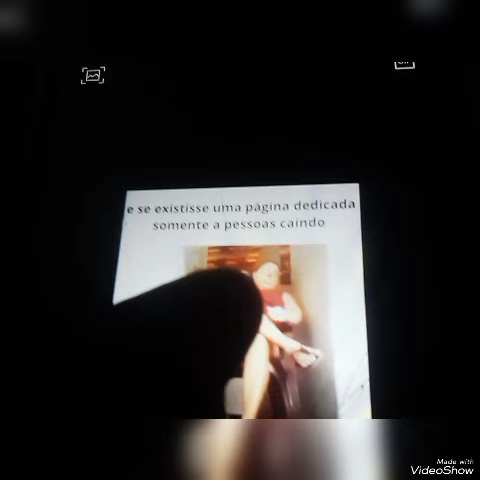 e se existisse uma página dedicada
somente a pessoas caindo
Made with
VideoShow